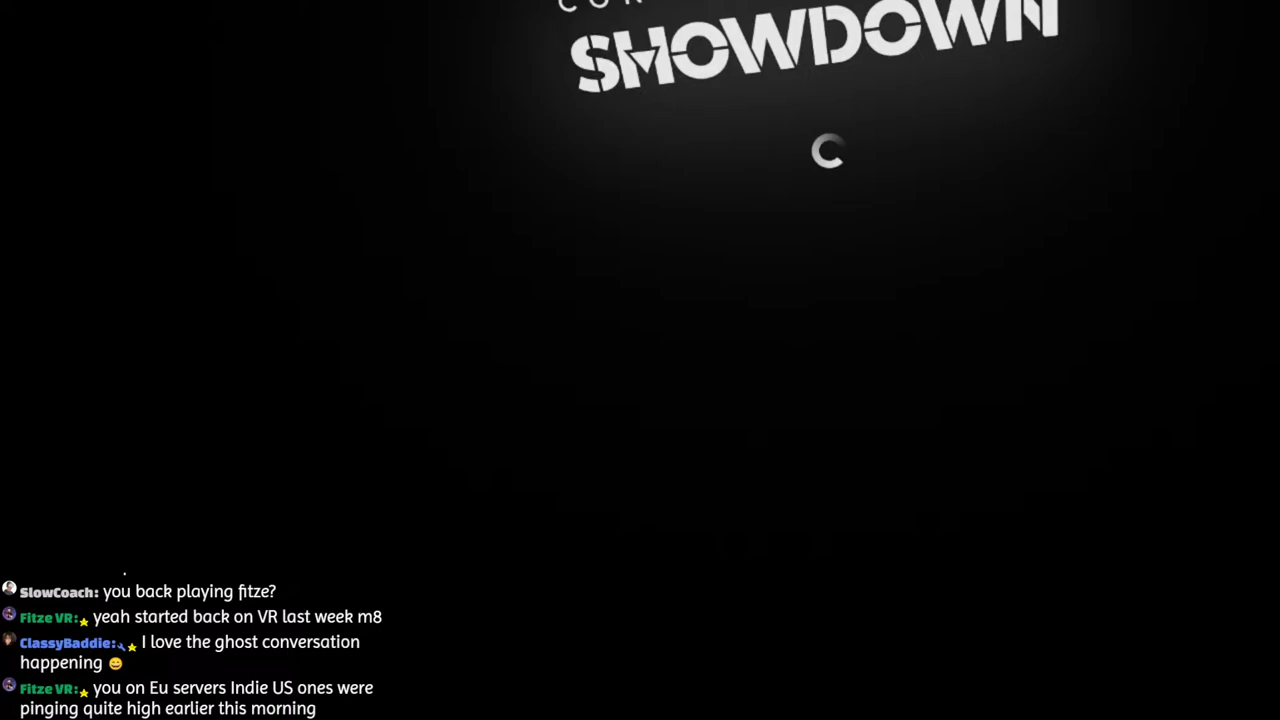 CON
SHOWDOWN
SlowCoach: you back playing fitze?
Fitze VR: yeah started back on VR last week m8
ClassyBaddie: I love the ghost conversation
happening 😄
Fitze VR: you on Eu servers Indie US ones were
pinging quite high earlier this morning